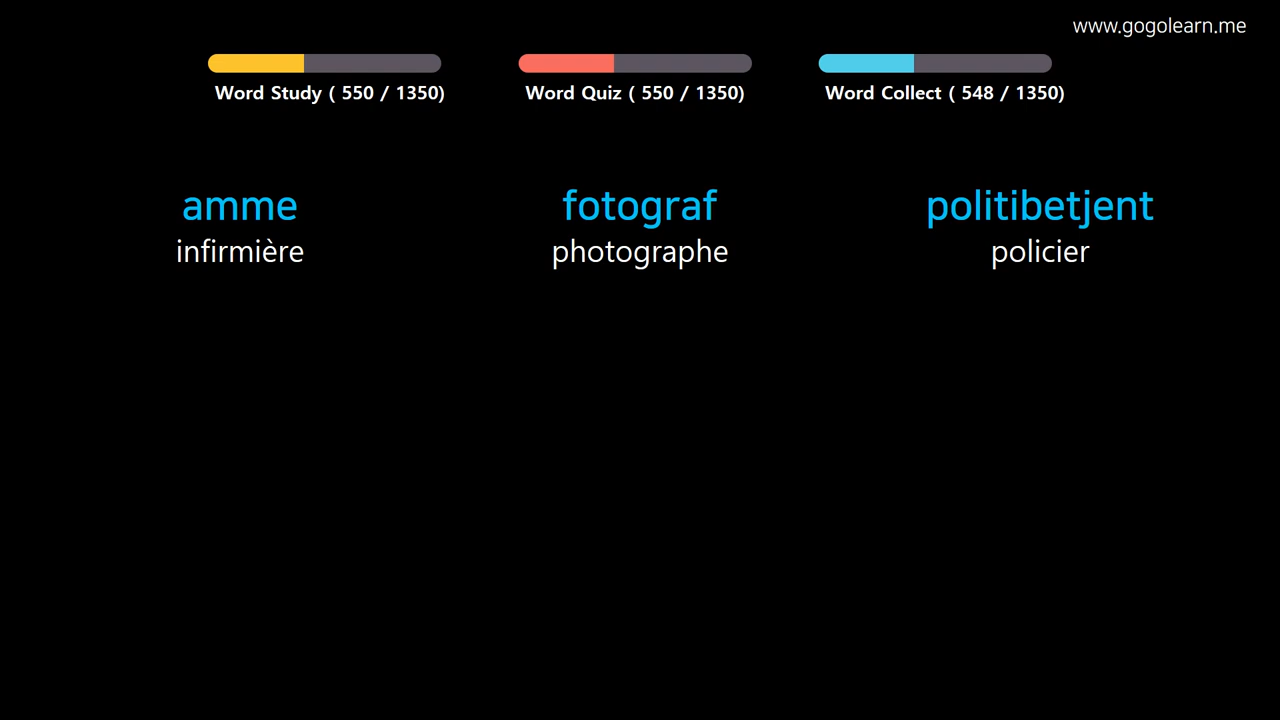 www.gogolearn.me
Word Study ( 550 / 1350)
Word Quiz ( 550 / 1350)
Word Collect ( 548 / 1350)
amme
infirmière
fotograf
photographe
politibetjent
policier